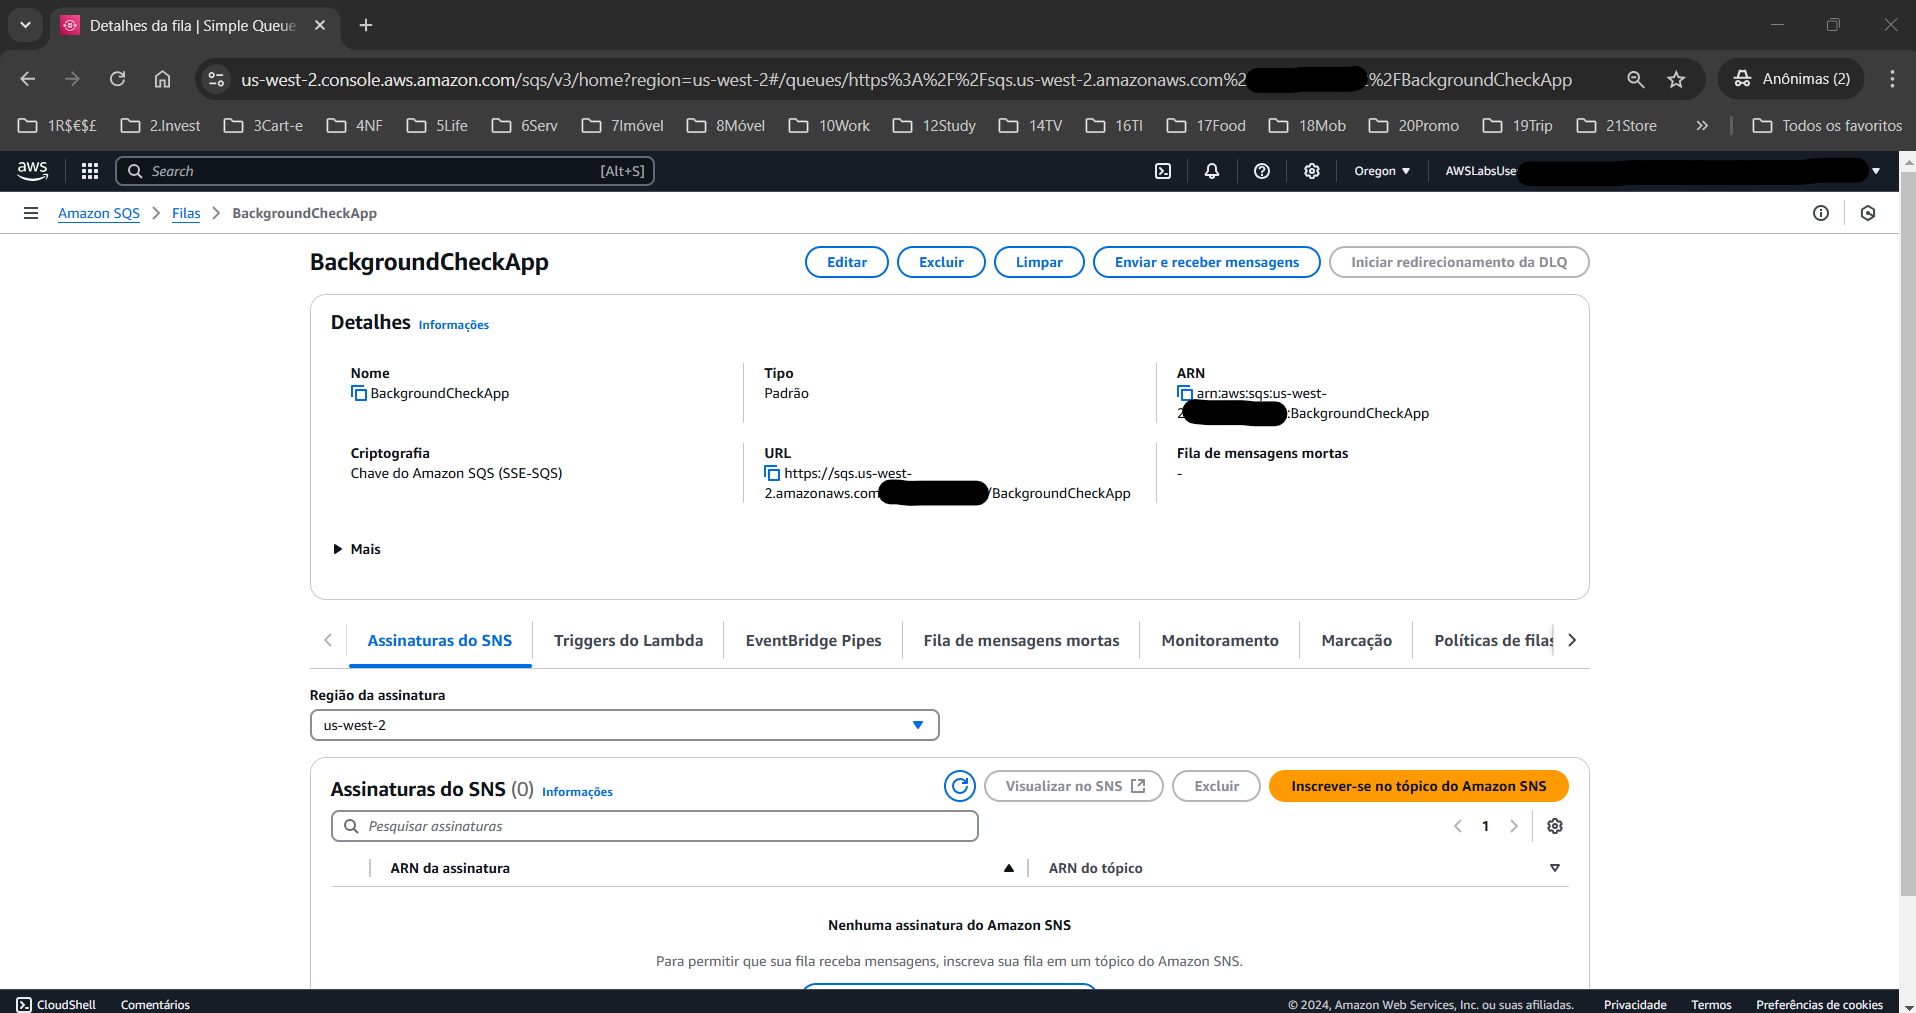 Detalhes da fila | Simple Queue
us-west-2.console.aws.amazon.com/sqs/v3/home?region=us-west-2#/queues/https%3A%2F%2Fsqs.us-west-2.amazonaws.com%2 %2FBackgroundCheckApp
Anônimas (2)
1R$€$£ 2.Invest 3Cart-e 4NF 5Life 6Serv 7Imóvel 8Móvel 10Work 12Study 14TV 16TI 17Food 18Mob 20Promo 19Trip 21Store » Todos os favoritos
aws Search [Alt+S] Oregon AWSLabsUse
Amazon SQS > Filas > BackgroundCheckApp
BackgroundCheckApp
Editar Excluir Limpar Enviar e receber mensagens Iniciar redirecionamento da DLQ
Detalhes Informações
Nome
BackgroundCheckApp
Tipo
Padrão
ARN
arn:aws:sqs:us-west-
2 :BackgroundCheckApp
Criptografia
Chave do Amazon SQS (SSE-SQS)
URL
https://sqs.us-west-
2.amazonaws.com /BackgroundCheckApp
Fila de mensagens mortas
-
Mais
Assinaturas do SNS Triggers do Lambda EventBridge Pipes Fila de mensagens mortas Monitoramento Marcação Políticas de filas
Região da assinatura
us-west-2
Assinaturas do SNS (0) Informações
Visualizar no SNS Excluir Inscrever-se no tópico do Amazon SNS
Pesquisar assinaturas
1
ARN da assinatura ARN do tópico
Nenhuma assinatura do Amazon SNS
Para permitir que sua fila receba mensagens, inscreva sua fila em um tópico do Amazon SNS.
CloudShell Comentários © 2024, Amazon Web Services, Inc. ou suas afiliadas. Privacidade Termos Preferências de cookies